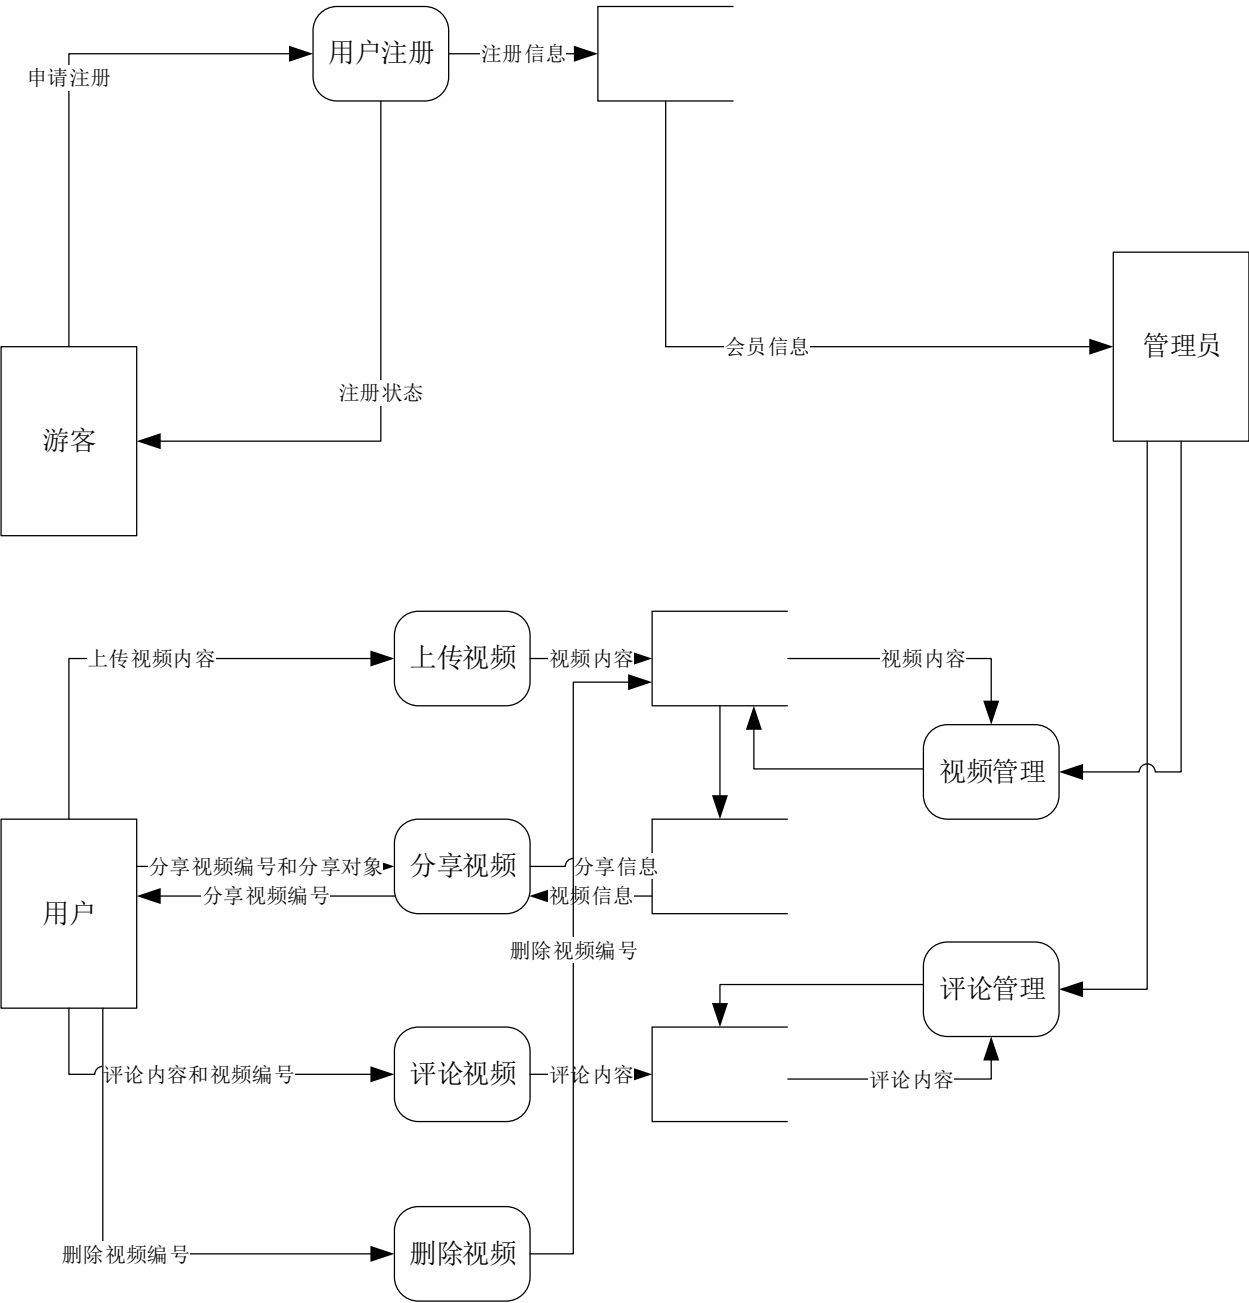 用户注册
注册信息
申请注册
会员信息
管理员
注册状态
游客
上传视频内容
上传视频
视频内容
视频内容
视频管理
分享视频编号和分享对象
分享视频
分享信息
分享视频编号
视频信息
用户
删除视频编号
评论管理
评论内容和视频编号
评论视频
评论内容
评论内容
删除视频编号
删除视频